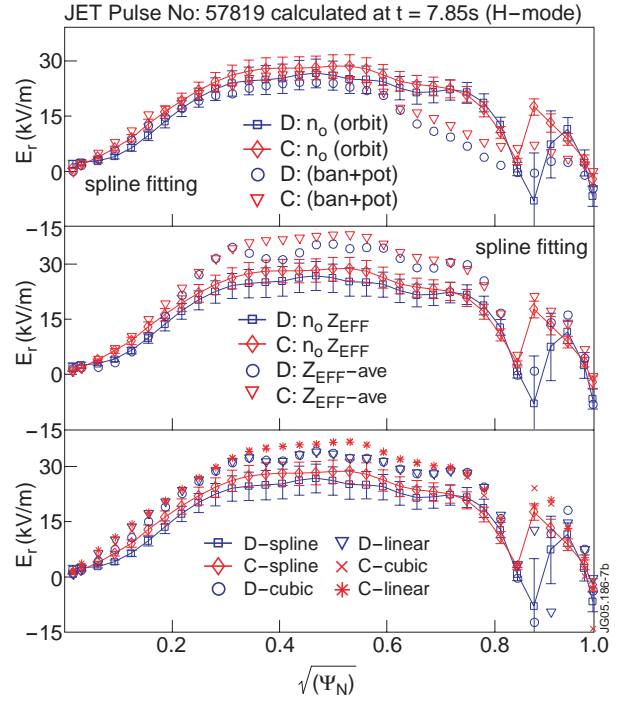 JET Pulse No: 57819 calculated at t = 7.85s (H-mode)
30
15
0
E_r (kV/m)
spline fitting
D: n_o (orbit)
C: n_o (orbit)
D: (ban+pot)
C: (ban+pot)
−15
30
15
0
E_r (kV/m)
spline fitting
D: n_o Z_EFF
C: n_o Z_EFF
D: Z_EFF−ave
C: Z_EFF−ave
−15
30
15
0
−15
E_r (kV/m)
D−spline
C−spline
D−cubic
D−linear
C−cubic
C−linear
JG05.186-7b
0.2 0.4 0.6 0.8 1.0
√(Ψ_N)